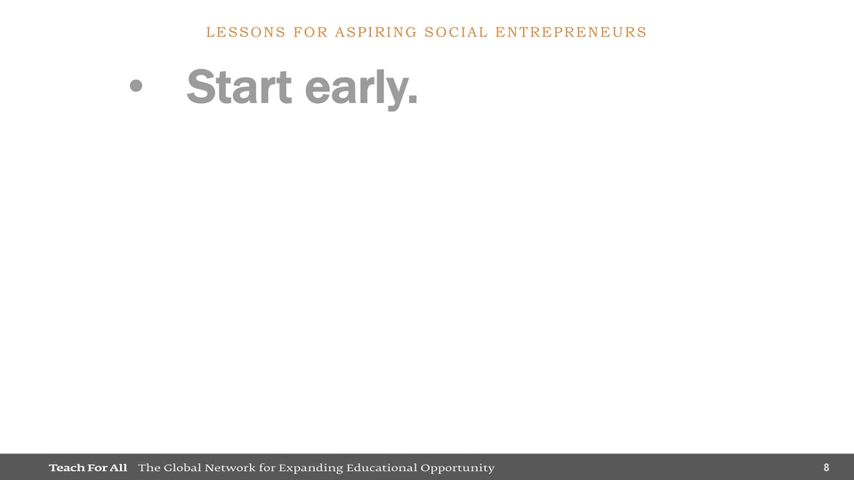 LESSONS FOR ASPIRING SOCIAL ENTREPRENEURS
• Start early.
Teach For All The Global Network for Expanding Educational Opportunity 8